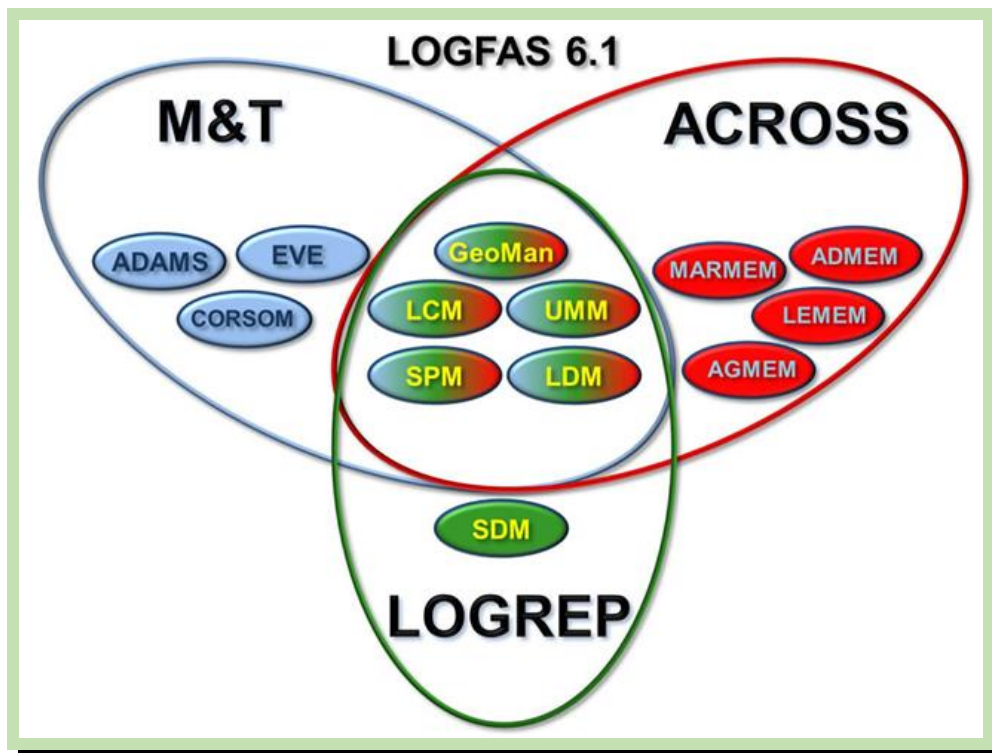 LOGFAS 6.1
M&T
ACROSS
ADAMS
EVE
CORSOM
GeoMan
LCM
UMM
SPM
LDM
MARMEM
ADMEM
LEMEM
AGMEM
SDM
LOGREP